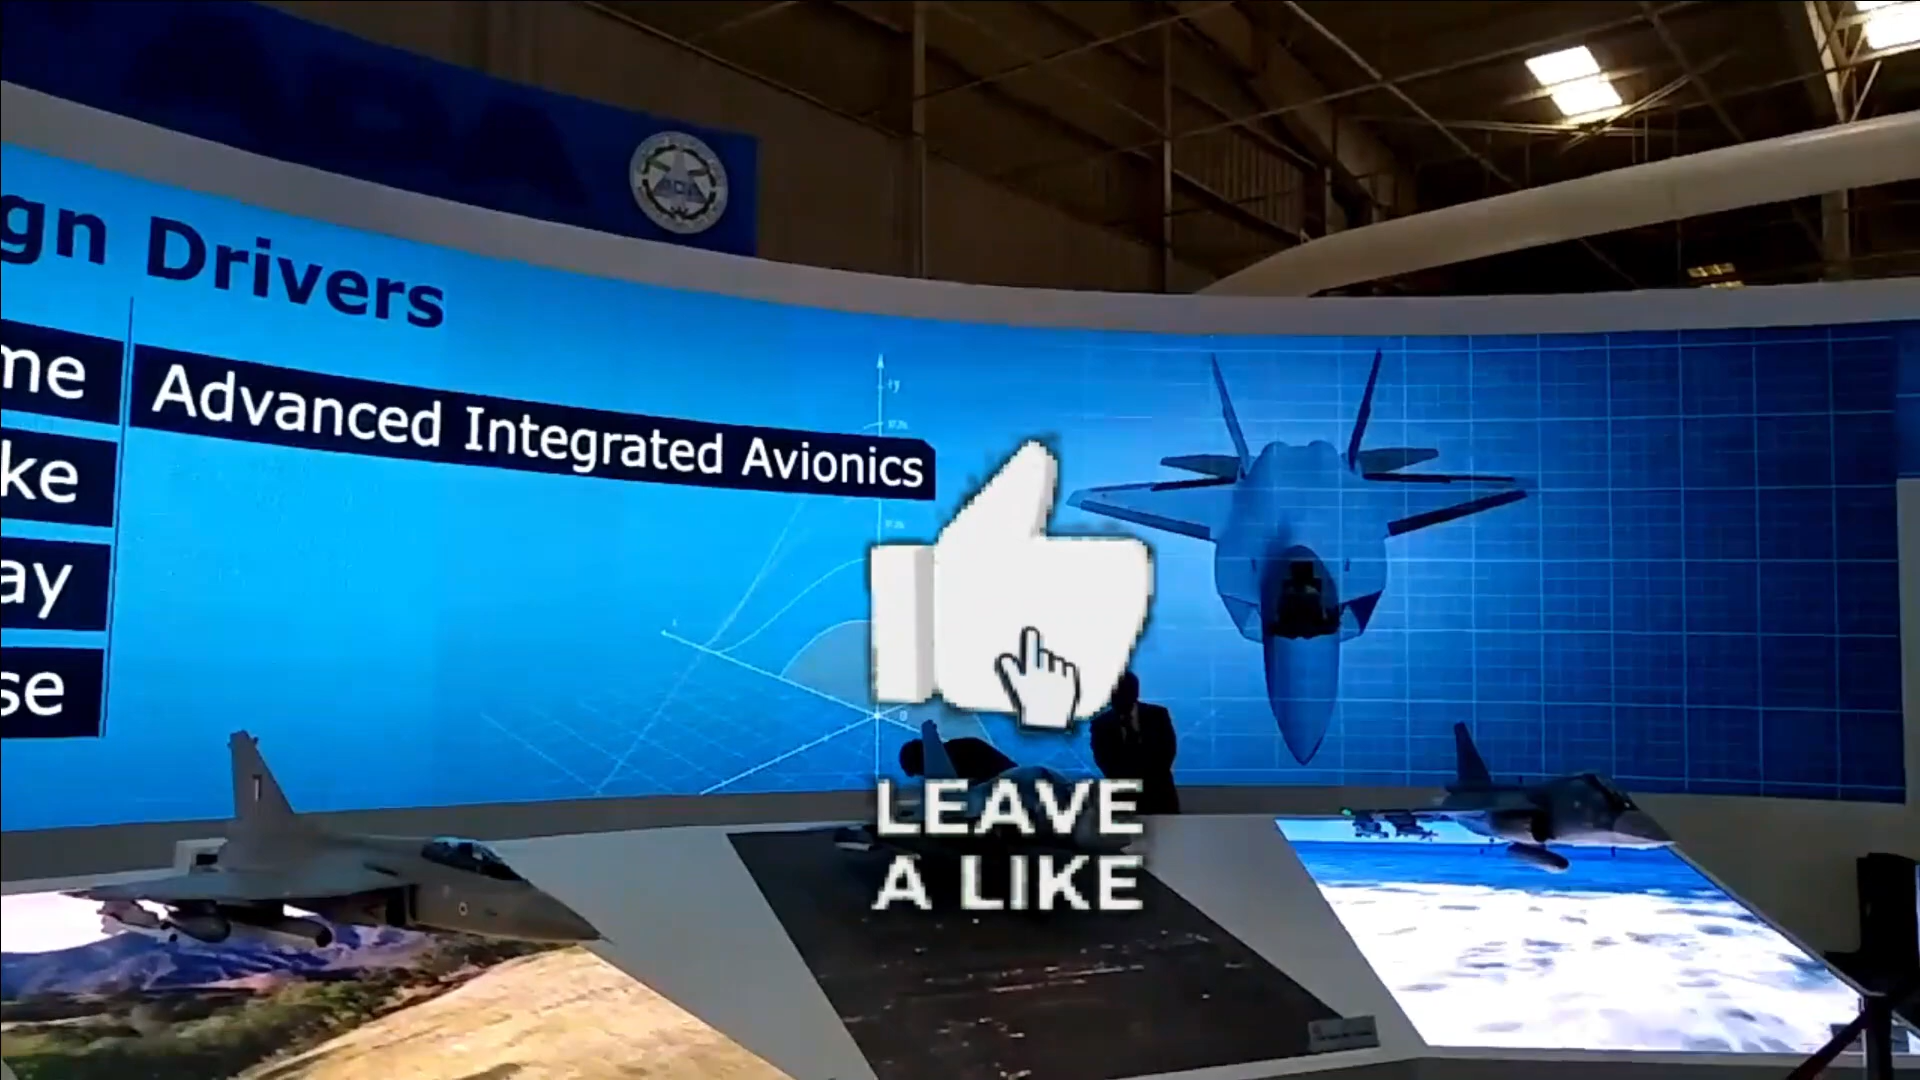 gn Drivers
me
Advanced Integrated Avionics
ke
ay
se
LEAVE
A LIKE